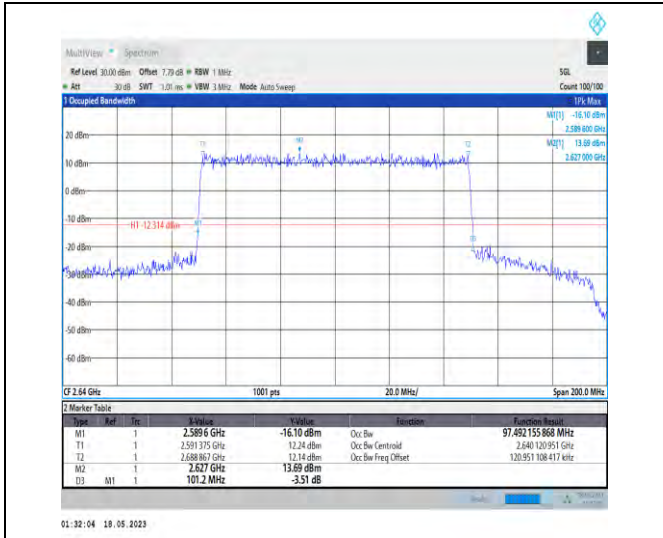 MultiView Spectrum
Ref Level 30.00 dBm Offset 7.79 dB RBW 1 MHz SGL
Att 30 dB SWT 1.01 ms VBW 3 MHz Mode Auto Sweep Count 100/100
1 Occupied Bandwidth 1Pk Max
M1[1] -16.10 dBm
2.589 600 GHz
20 dBm
M2[1] 13.69 dBm
2.627 000 GHz
T1 M2 T2
10 dBm
0 dBm
-10 dBm
H1 -12.314 dBm
M1
-20 dBm
D3
-30 dBm
-40 dBm
-50 dBm
-60 dBm
CF 2.64 GHz 1001 pts 20.0 MHz/ Span 200.0 MHz
2 Marker Table
Type Ref Trc X-Value Y-Value Function Function Result
M1 1 2.589 6 GHz -16.10 dBm Occ Bw 97.492 155 868 MHz
T1 1 2.591 375 GHz 12.24 dBm Occ Bw Centroid 2.640 120 951 GHz
T2 1 2.688 867 GHz 12.14 dBm Occ Bw Freq Offset 120.951 108 417 kHz
M2 1 2.627 GHz 13.69 dBm
D3 M1 1 101.2 MHz -3.51 dB
01:32:04 18.05.2023